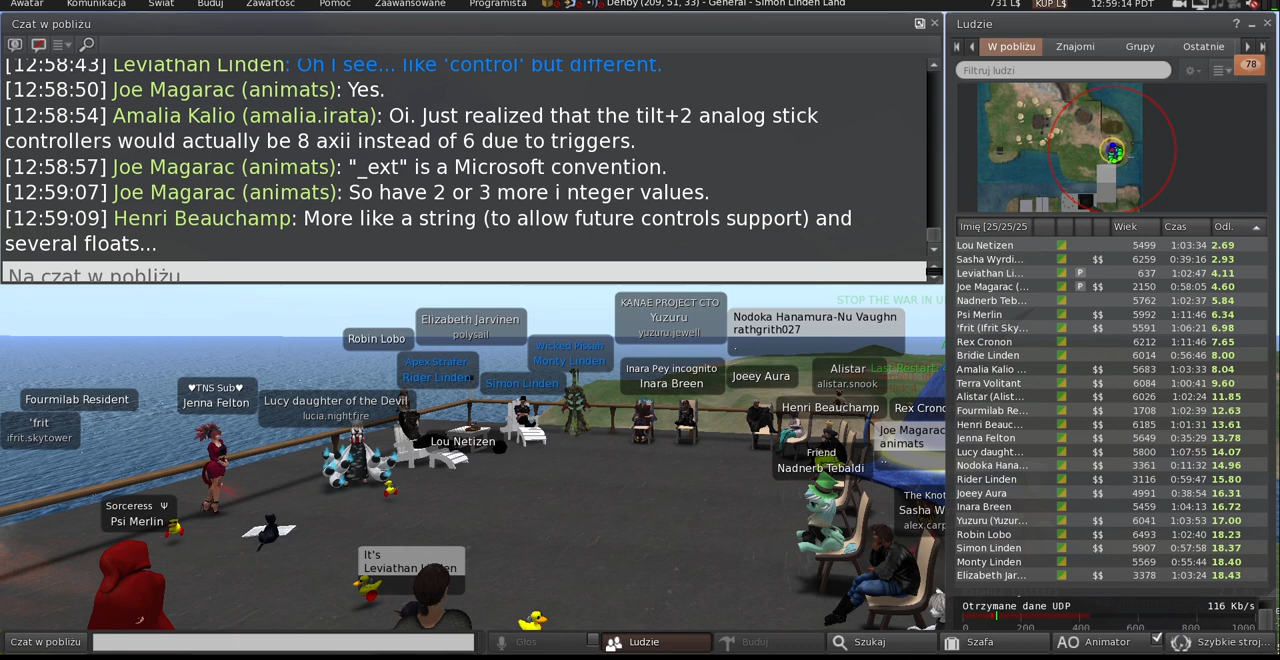 Awatar Komunikacja Świat Buduj Zawartość Pomoc Zaawansowane Programista Denby (209, 51, 33) - General - Simon Linden Land 731 L$ KUP L$ 12:59:14 PDT
Czat w pobliżu
[12:58:43] Leviathan Linden: Oh I see... like 'control' but different.
[12:58:50] Joe Magarac (animats): Yes.
[12:58:54] Amalia Kalio (amalia.irata): Oi. Just realized that the tilt+2 analog stick
controllers would actually be 8 axii instead of 6 due to triggers.
[12:58:57] Joe Magarac (animats): "_ext" is a Microsoft convention.
[12:59:07] Joe Magarac (animats): So have 2 or 3 more i nteger values.
[12:59:09] Henri Beauchamp: More like a string (to allow future controls support) and
several floats...
Na czat w pobliżu
STOP THE WAR IN U
KANAE PROJECT CTO
Yuzuru
yuzuru.jewell
Nodoka Hanamura-Nu Vaughn
rathgrith027
.
Elizabeth Jarvinen
polysail
Robin Lobo
Wicked Pissah
Monty Linden
Apex Strafer
Rider Linden
Simon Linden
Inara Pey incognito
Inara Breen
Joeey Aura
Alistar
alistar.snook
Last Restart:
♥TNS Sub♥
Jenna Felton
Fourmilab Resident
'frit
ifrit.skytower
Lucy daughter of the Devil
lucia.nightfire
Lou Netizen
Henri Beauchamp
Rex Crono
Joe Magarac
animats
..
Friend
Nadnerb Tebaldi
The Knot
Sasha W
alex.carp
Sorceress Ψ
Psi Merlin
It's
Leviathan Linden
Ludzie
W pobliżu Znajomi Grupy Ostatnie
Filtruj ludzi
78
Imię [25/25/25 Wiek Czas Odl.
Lou Netizen 5499 1:03:34 2.69
Sasha Wyrdi... $$ 6259 0:39:16 2.93
Leviathan Li... P 637 1:02:47 4.11
Joe Magarac (... P $$ 2150 0:58:05 4.60
Nadnerb Teb... 5762 1:02:37 5.84
Psi Merlin $$ 5992 1:11:46 6.34
'frit (Ifrit Sky... $$ 5591 1:06:21 6.98
Rex Cronon 6212 1:11:46 7.65
Bridie Linden 6014 0:56:46 8.00
Amalia Kalio ... $$ 5683 1:03:33 8.04
Terra Volitant $$ 6084 1:00:41 9.60
Alistar (Alist... $$ 6026 1:02:24 11.85
Fourmilab Re... $$ 1708 1:02:39 12.63
Henri Beauc... $$ 6185 1:01:31 13.61
Jenna Felton $$ 5649 0:35:29 13.78
Lucy daught... $$ 5800 1:07:55 14.07
Nodoka Hana... $$ 3361 0:11:32 14.96
Rider Linden $$ 3116 0:59:47 15.80
Joeey Aura $$ 4991 0:38:54 16.31
Inara Breen 5459 1:04:13 16.72
Yuzuru (Yuzur... $$ 6041 1:03:53 17.00
Robin Lobo $$ 6493 1:02:40 18.23
Simon Linden $$ 5907 0:57:58 18.37
Monty Linden 5569 0:55:44 18.40
Elizabeth Jar... $$ 3378 1:03:24 18.43
Otrzymane dane UDP 116 Kb/s
0 200 400 600 800 1000
Czat w pobliżu Głos Ludzie Buduj Szukaj Szafa AO Animator Szybkie stroj...